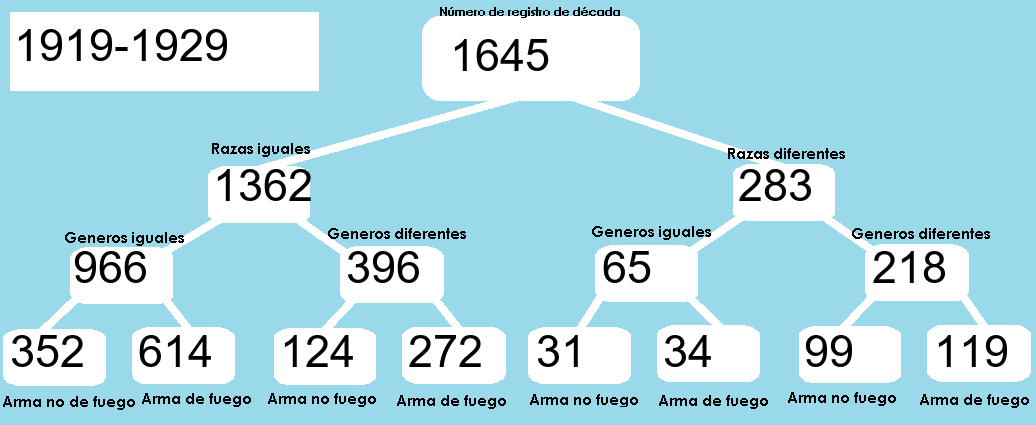 Número de registro de década
1919-1929
1645
Razas iguales
Razas diferentes
1362
283
Generos iguales
Generos diferentes
Generos iguales
Generos diferentes
966
396
65
218
352
614
124
272
31
34
99
119
Arma no de fuego
Arma de fuego
Arma no fuego
Arma de fuego
Arma no fuego
Arma de fuego
Arma no fuego
Arma de fuego